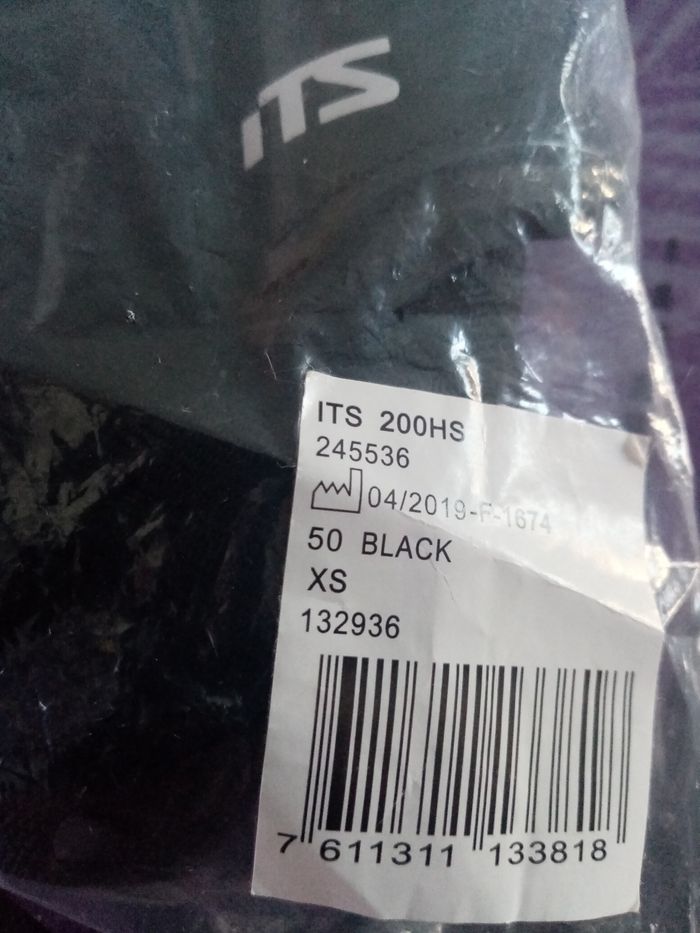 iTS
ITS 200HS
245536
04/2019-F-1674
50 BLACK
XS
132936
7 611311 133818